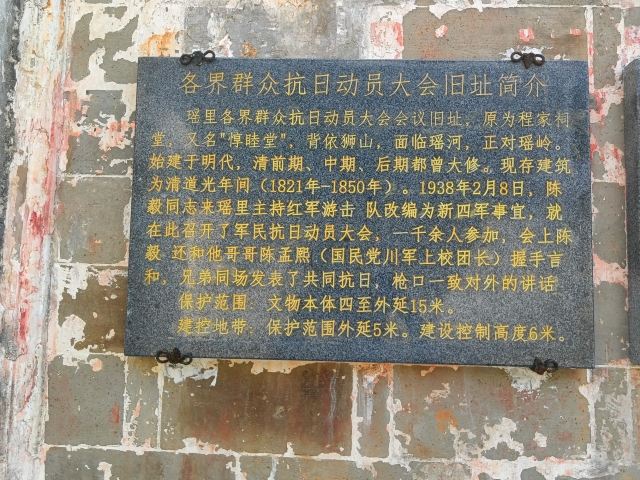 各界群众抗日动员大会旧址简介
瑶里各界群众抗日动员大会会议旧址，原为程家祠
堂，又名"惇睦堂"，背依狮山，面临瑶河，正对瑶岭。
始建于明代，清前期、中期、后期都曾大修。现存建筑
为清道光年间（1821年-1850年）。1938年2月8日，陈
毅同志来瑶里主持红军游击 队改编为新四军事宜，就
在此召开了军民抗日动员大会，一千余人参加，会上陈
毅 还和他哥哥陈孟熙（国民党川军上校团长）握手言
和，兄弟同场发表了共同抗日，枪口一致对外的讲话
保护范围：文物本体四至外延15米。
建控地带：保护范围外延5米。建设控制高度6米。